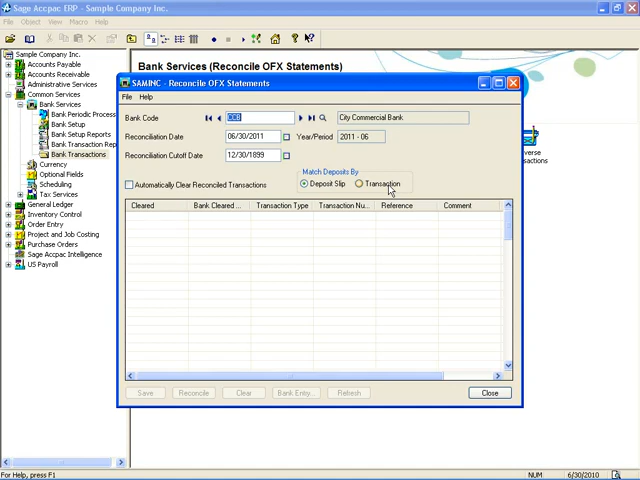 Sage Accpac ERP - Sample Company Inc.
File Object View Macro Help
Sample Company Inc.
Accounts Payable
Accounts Receivable
Administrative Services
Common Services
Bank Services
Bank Periodic Process
Bank Setup
Bank Setup Reports
Bank Transaction Rep
Bank Transactions
Currency
Optional Fields
Scheduling
Tax Services
General Ledger
Inventory Control
Order Entry
Project and Job Costing
Purchase Orders
Sage Accpac Intelligence
US Payroll
Bank Services (Reconcile OFX Statements)
verse
sactions
SAMINC - Reconcile OFX Statements
File Help
Bank Code CCB City Commercial Bank
Reconciliation Date 06/30/2011 Year/Period 2011 - 06
Reconciliation Cutoff Date 12/30/1899
Match Deposits By
Deposit Slip Transaction
Automatically Clear Reconciled Transactions
Cleared Bank Cleared ... Transaction Type Transaction Nu... Reference Comment
Save Reconcile Clear Bank Entry... Refresh Close
For Help, press F1 NUM 6/30/2010